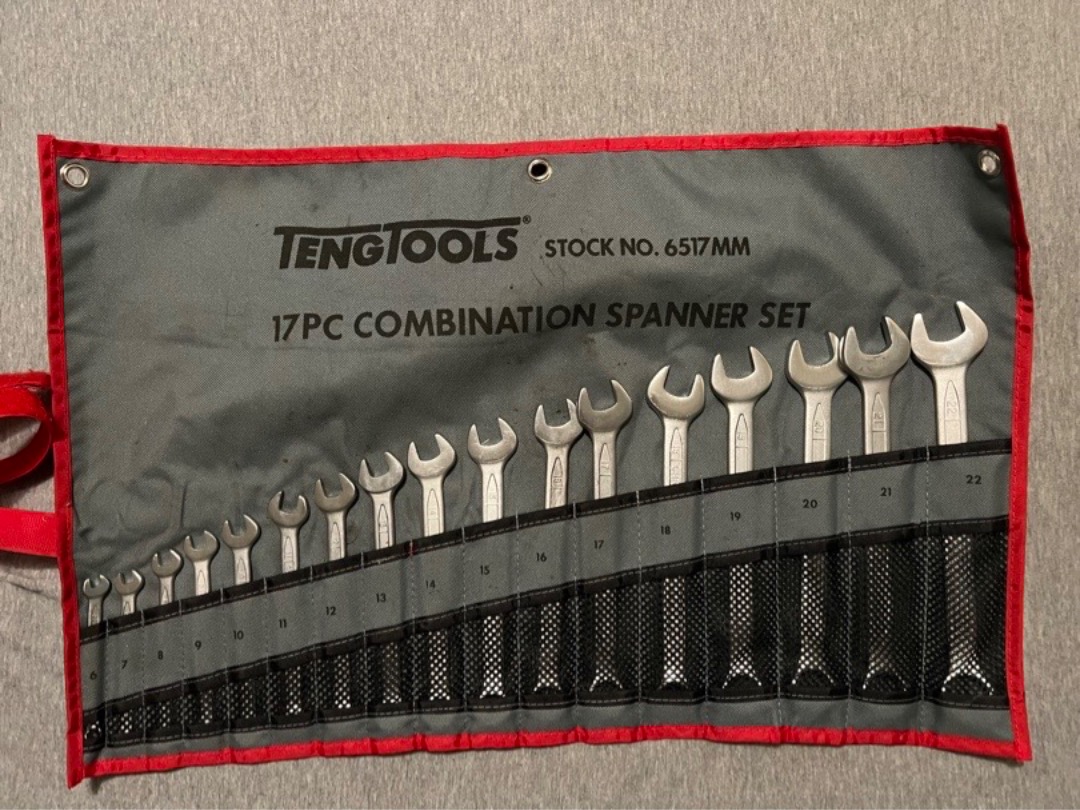 TENGTOOLS® STOCK NO. 6517MM
17PC COMBINATION SPANNER SET
6 7 8 9 10 11 12 13 14 15 16 17 18 19 20 21 22